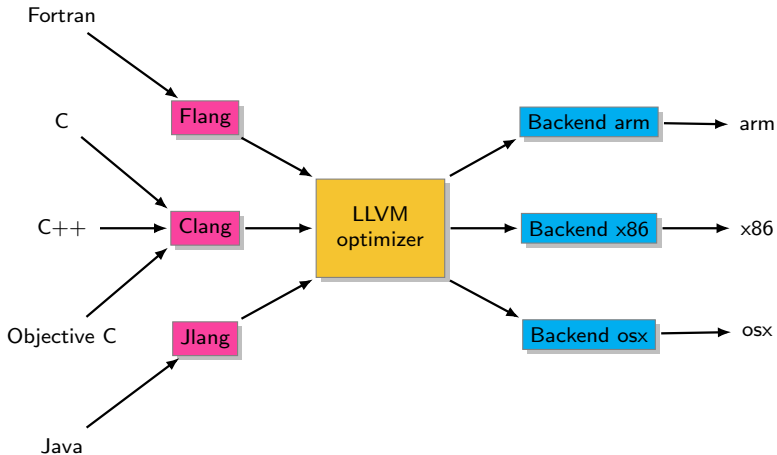 Fortran
C
C++
Objective C
Java
Flang
Clang
Jlang
LLVM
optimizer
Backend arm
Backend x86
Backend osx
arm
x86
osx